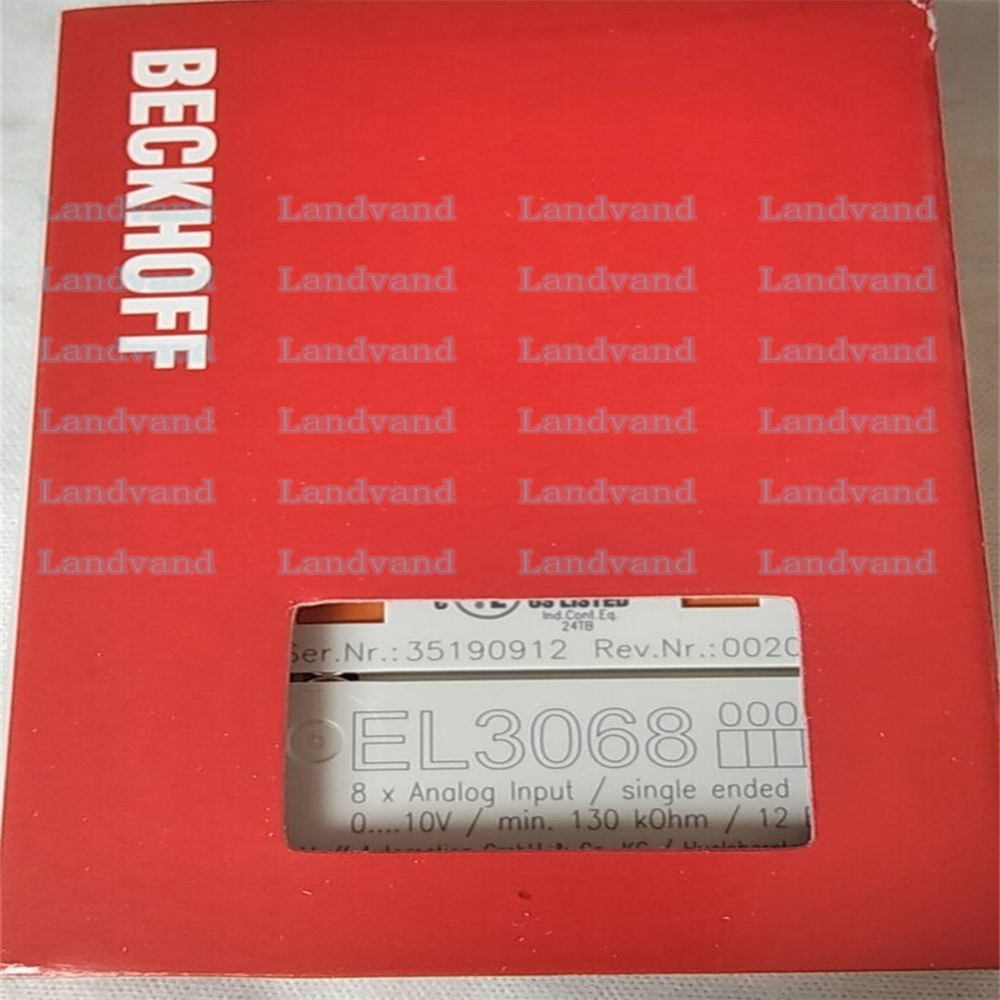 BECKHOFF
Landvand Landvand Landvand Landvand
Landvand Landvand Landvand Landvand
Landvand Landvand Landvand Landvand
Landvand Landvand Landvand Landvand
Landvand Landvand Landvand Landvand
Landvand Landvand Landvand Landvand
US LISTED
Ind.Cont.Eq.
24TB
Ser.Nr.:35190912 Rev.Nr.:002
EL3068 000
8 x Analog Input / single ended
0....10V / min. 130 kOhm / 12